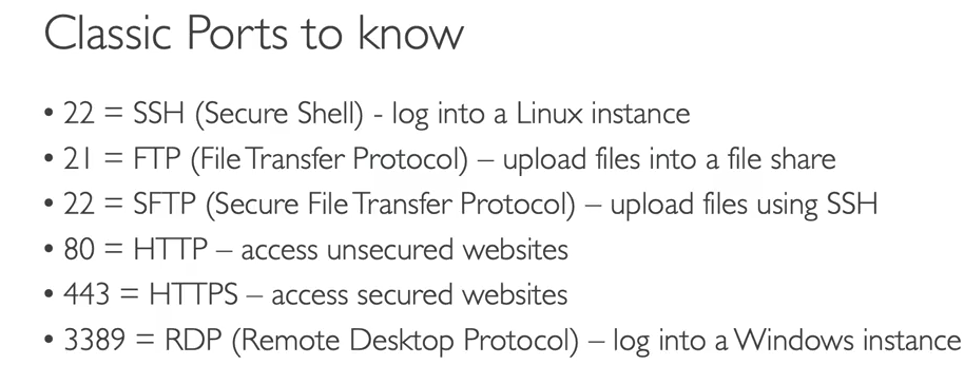 Classic Ports to know
• 22 = SSH (Secure Shell) - log into a Linux instance
• 21 = FTP (File Transfer Protocol) – upload files into a file share
• 22 = SFTP (Secure File Transfer Protocol) – upload files using SSH
• 80 = HTTP – access unsecured websites
• 443 = HTTPS – access secured websites
• 3389 = RDP (Remote Desktop Protocol) – log into a Windows instance